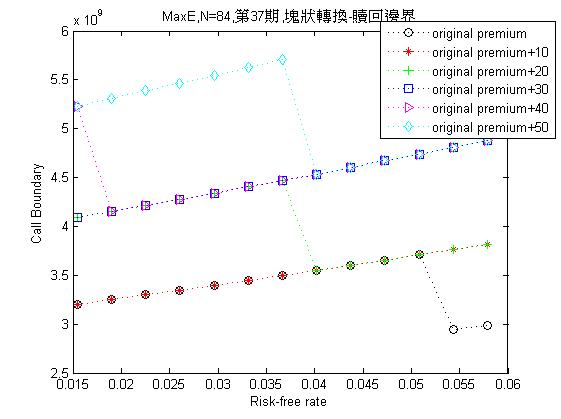 MaxE,N=84,第37期,塊狀轉換-贖回邊界
x 10^9
6
5.5
5
4.5
4
3.5
3
2.5
Call Boundary
original premium
original premium+10
original premium+20
original premium+30
original premium+40
original premium+50
0.015
0.02
0.025
0.03
0.035
0.04
0.045
0.05
0.055
0.06
Risk-free rate